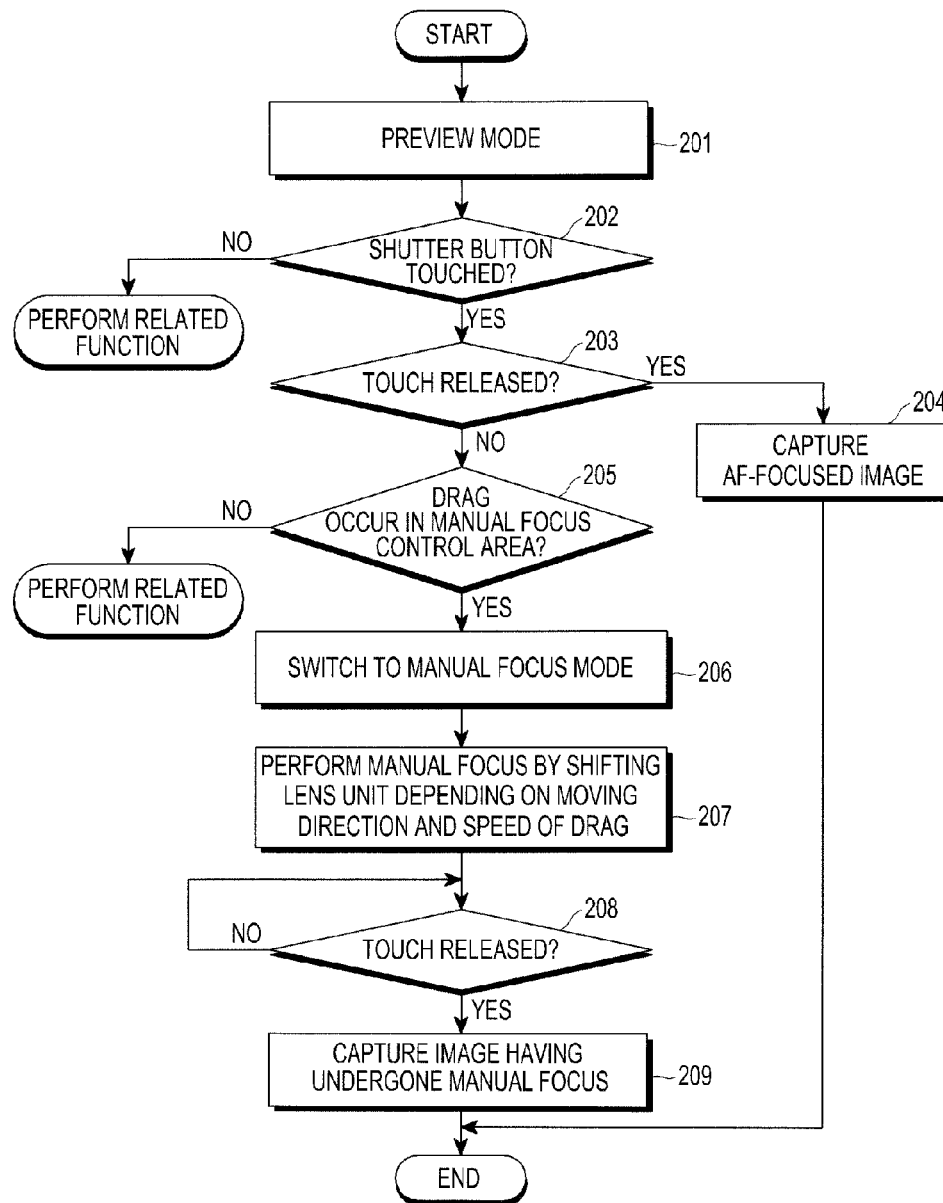 START
PREVIEW MODE
201
202
NO
SHUTTER BUTTON
TOUCHED?
PERFORM RELATED
FUNCTION
YES
203
TOUCH RELEASED?
YES
204
CAPTURE
AF-FOCUSED IMAGE
NO
205
DRAG
OCCUR IN MANUAL FOCUS
CONTROL AREA?
NO
PERFORM RELATED
FUNCTION
YES
SWITCH TO MANUAL FOCUS MODE
206
PERFORM MANUAL FOCUS BY SHIFTING
LENS UNIT DEPENDING ON MOVING
DIRECTION AND SPEED OF DRAG
207
208
NO
TOUCH RELEASED?
YES
CAPTURE IMAGE HAVING
UNDERGONE MANUAL FOCUS
209
END